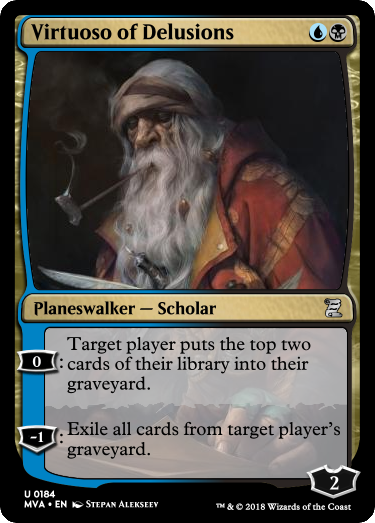 Virtuoso of Delusions
Planeswalker — Scholar
0: Target player puts the top two
cards of their library into their
graveyard.
-1: Exile all cards from target player's
graveyard.
2
U 0184
MVA • EN Stepan Alekseev
™ & © 2018 Wizards of the Coast